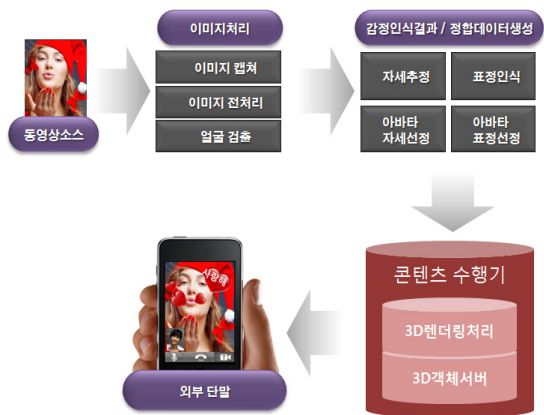 이미지처리
감정인식결과 / 정합데이터생성
이미지 캡쳐
이미지 전처리
얼굴 검출
자세추정
표정인식
아바타
자세선정
아바타
표정선정
동영상소스
콘텐츠 수행기
3D렌더링처리
3D객체서버
사랑해
외부 단말